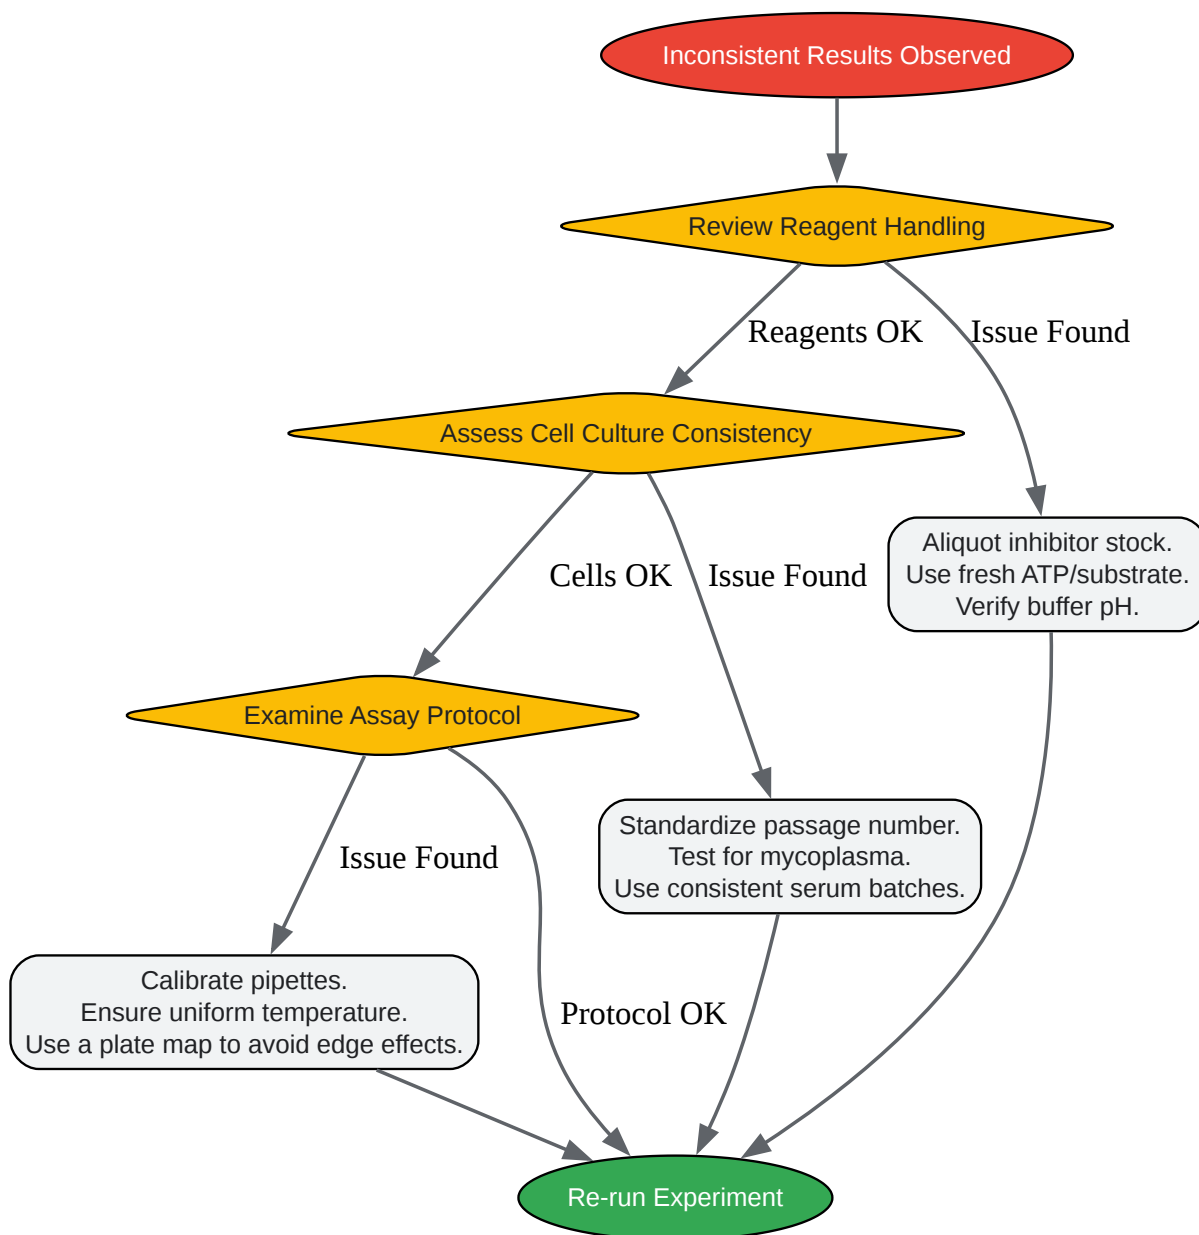 Inconsistent Results Observed
Review Reagent Handling
Reagents OK
Issue Found
Assess Cell Culture Consistency
Aliquot inhibitor stock.
Use fresh ATP/substrate.
Verify buffer pH.
Cells OK
Issue Found
Examine Assay Protocol
Standardize passage number.
Test for mycoplasma.
Use consistent serum batches.
Issue Found
Calibrate pipettes.
Ensure uniform temperature.
Use a plate map to avoid edge effects.
Protocol OK
Re-run Experiment